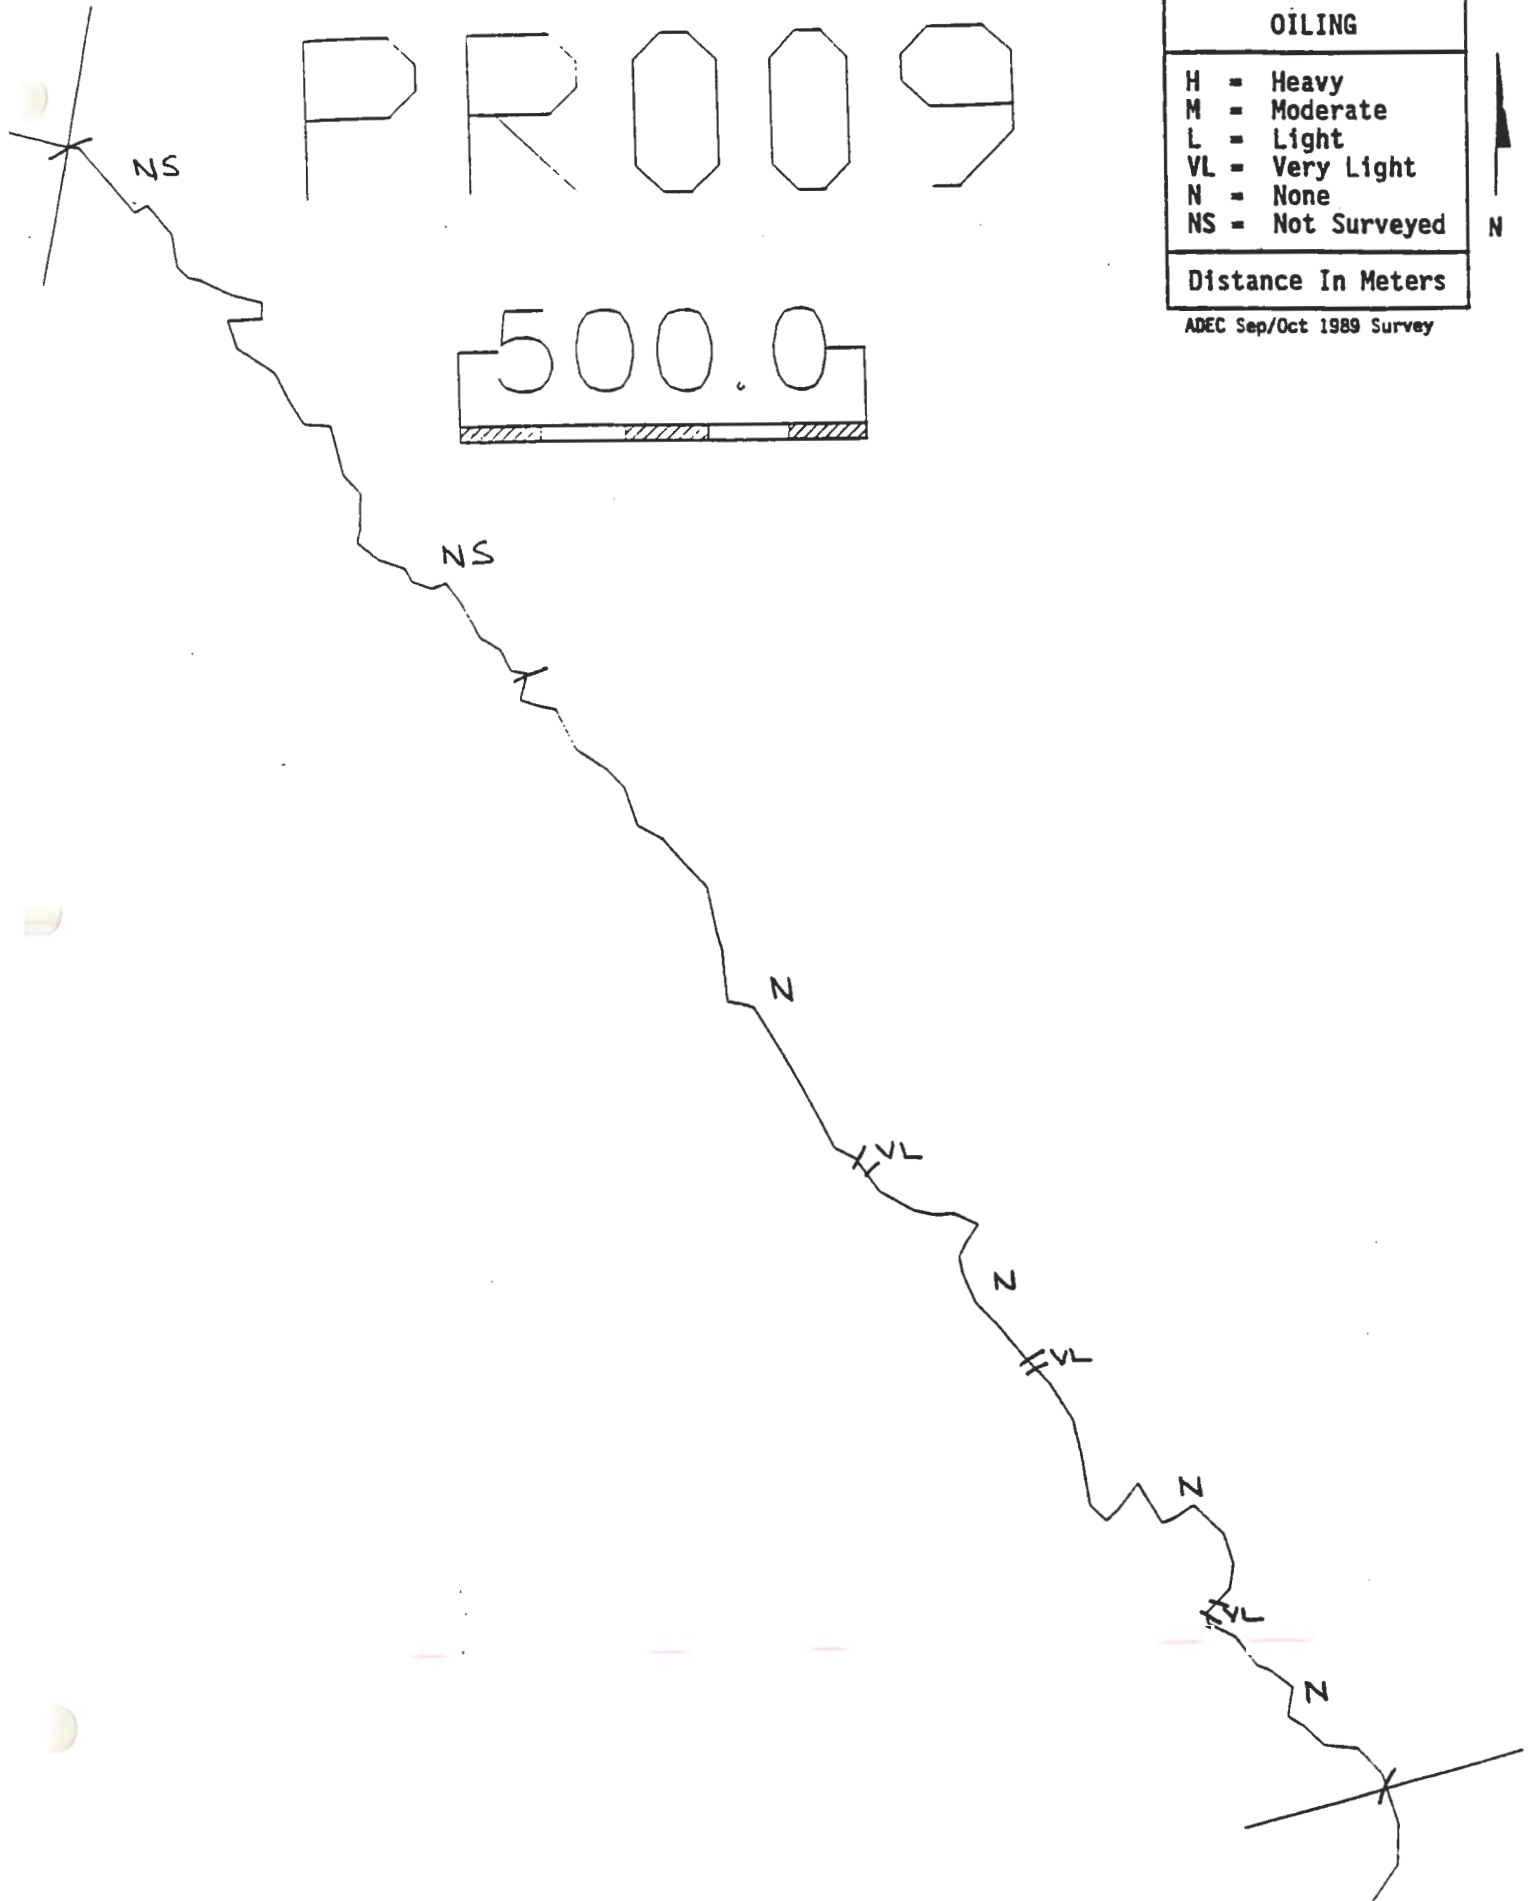 PR009
OILING
H = Heavy
M = Moderate
L = Light
VL = Very Light
N = None
NS = Not Surveyed
Distance In Meters
ADEC Sep/Oct 1989 Survey
N
500.0
NS
NS
N
VL
N
VL
N
VL
N